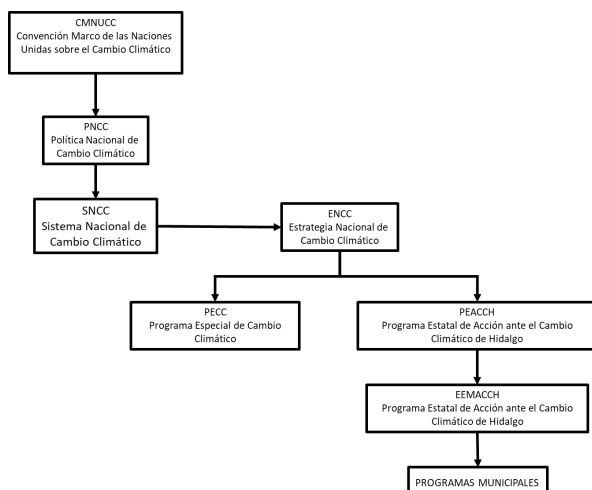 CMNUCC
Convención Marco de las Naciones
Unidas sobre el Cambio Climático
PNCC
Política Nacional de
Cambio Climático
SNCC
Sistema Nacional de
Cambio Climático
ENCC
Estrategia Nacional de
Cambio Climático
PECC
Programa Especial de Cambio
Climático
PEACCH
Programa Estatal de Acción ante el Cambio
Climático de Hidalgo
EEMACCH
Programa Estatal de Acción ante el Cambio
Climático de Hidalgo
PROGRAMAS MUNICIPALES